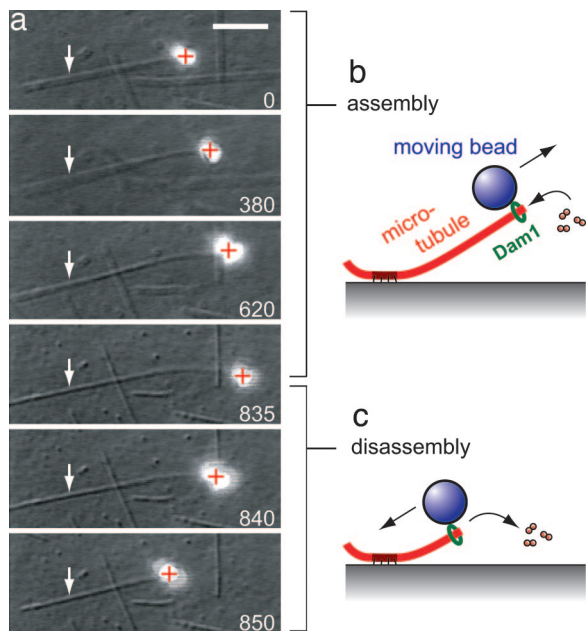 a
0
380
620
835
840
850
b
assembly
moving bead
micro-
tubule
Dam1
c
disassembly